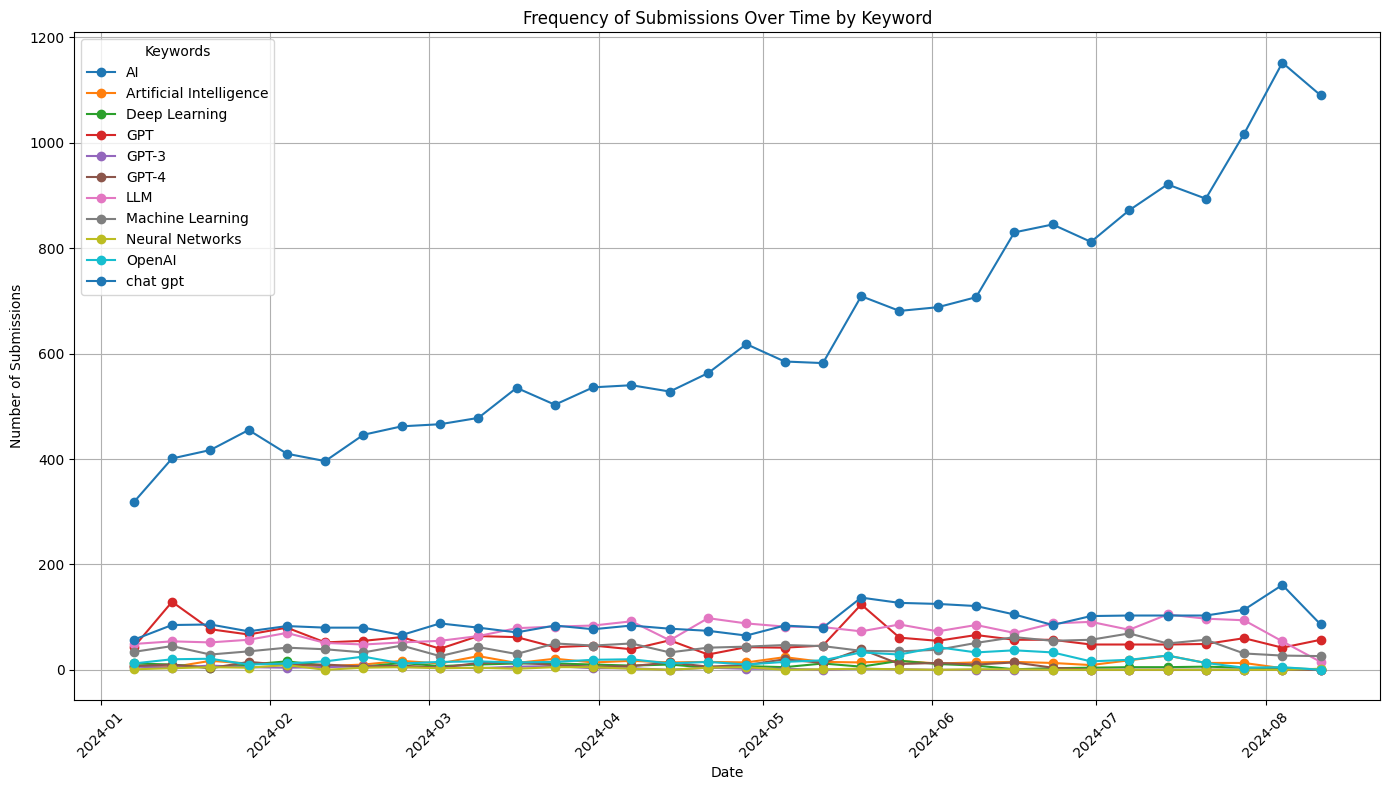 Frequency of Submissions Over Time by Keyword
Number of Submissions
1200
1000
800
600
400
200
0
Keywords
AI
Artificial Intelligence
Deep Learning
GPT
GPT-3
GPT-4
LLM
Machine Learning
Neural Networks
OpenAI
chat gpt
2024-01
2024-02
2024-03
2024-04
2024-05
2024-06
2024-07
2024-08
Date